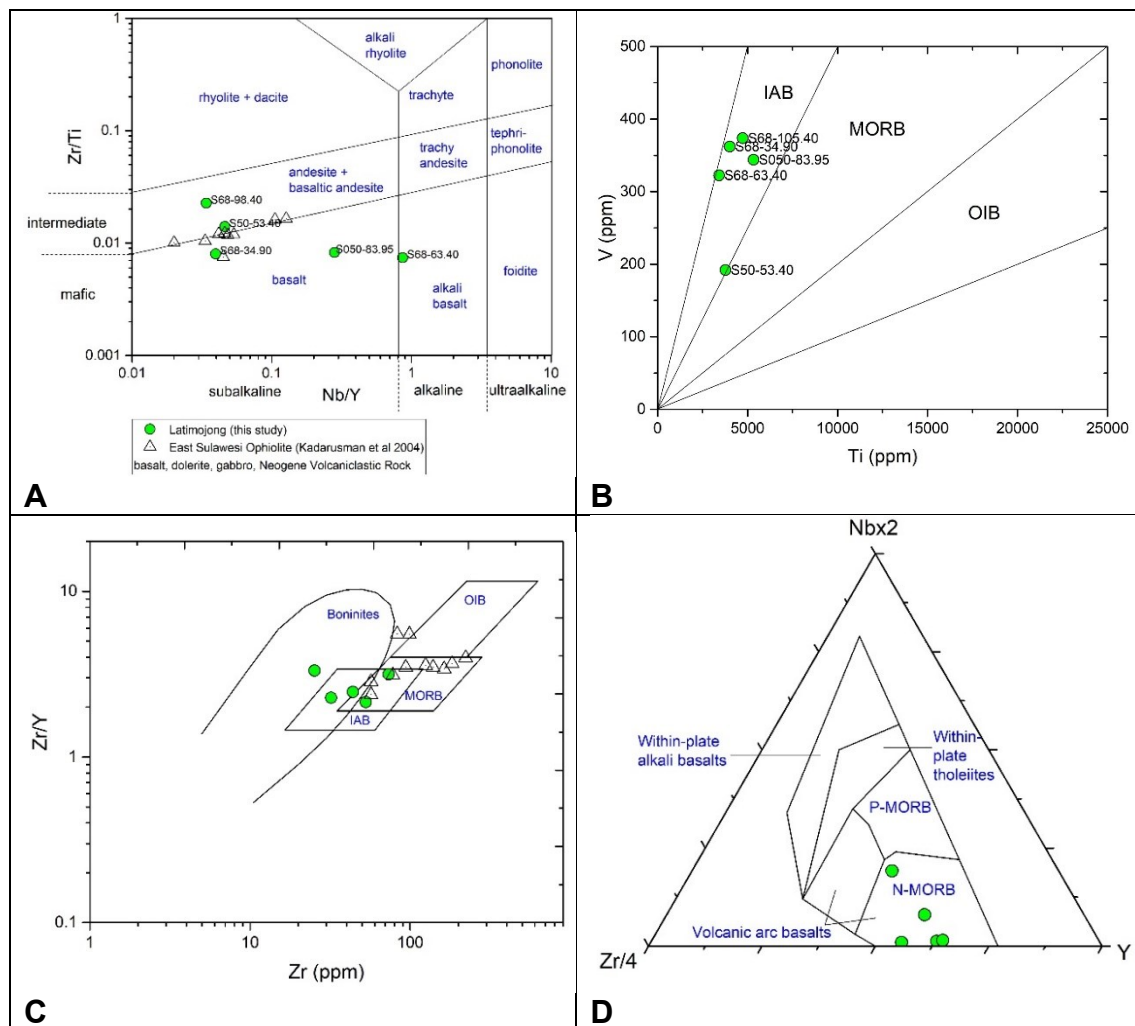 1
alkali
rhyolite
phonolite
rhyolite + dacite
trachyte
0.1
Zr/Ti
tephri-
phonolite
trachy
andesite
andesite +
basaltic andesite
S68-98.40
intermediate
S50-53.40
0.01
S68-34.90
S050-83.95
S68-63.40
basalt
foidite
mafic
alkali
basalt
0.001
0.01
0.1
1
10
subalkaline
Nb/Y
alkaline
ultraalkaline
Latimojong (this study)
East Sulawesi Ophiolite (Kadarusman et al 2004)
basalt, dolerite, gabbro, Neogene Volcaniclastic Rock
A
500
IAB
400
MORB
S68-105.40
S68-34.90
S050-83.95
S68-63.40
300
V (ppm)
OIB
200
S50-53.40
100
0
0
5000
10000
15000
20000
25000
Ti (ppm)
B
10
OIB
Boninites
MORB
IAB
Zr/Y
1
0.1
1
10
100
Zr (ppm)
C
Nbx2
Within-plate
alkali basalts
Within-
plate
tholeiites
P-MORB
N-MORB
Volcanic arc basalts
Zr/4
Y
D